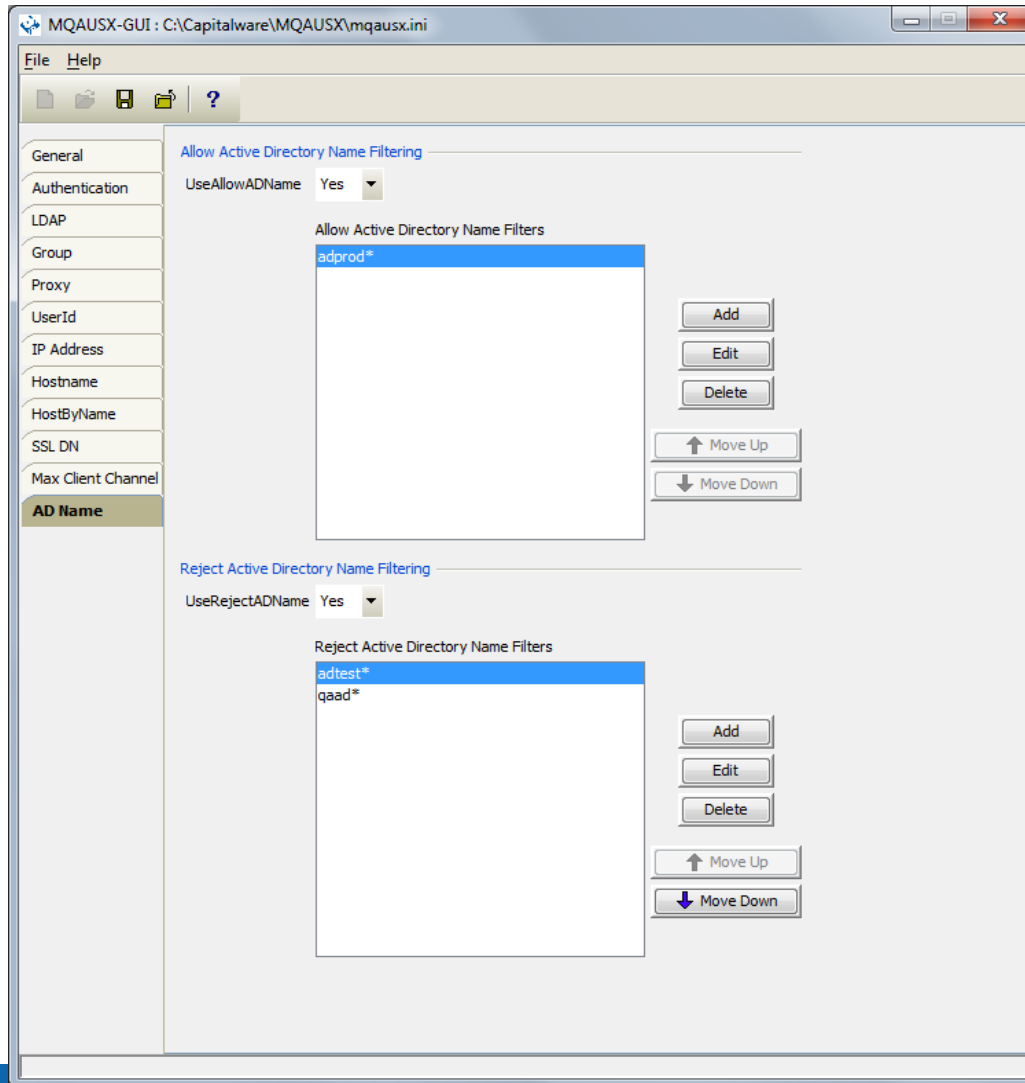 MQAUSX-GUI : C:\Capitalware\MQAUSX\mqausx.ini
File Help
?
General
Authentication
LDAP
Group
Proxy
UserId
IP Address
Hostname
HostByName
SSL DN
Max Client Channel
AD Name
Allow Active Directory Name Filtering
UseAllowADName Yes
Allow Active Directory Name Filters
adprod*
Add
Edit
Delete
Move Up
Move Down
Reject Active Directory Name Filtering
UseRejectADName Yes
Reject Active Directory Name Filters
adtest*
qaad*
Add
Edit
Delete
Move Up
Move Down